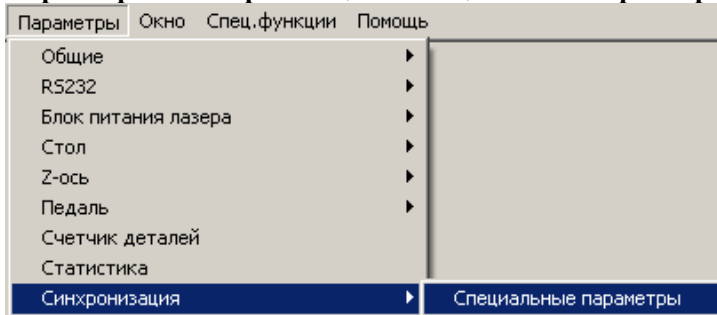 Параметры Окно Спец.функции Помощь
Общие
RS232
Блок питания лазера
Стол
Z-ось
Педаль
Счетчик деталей
Статистика
Синхронизация Специальные параметры